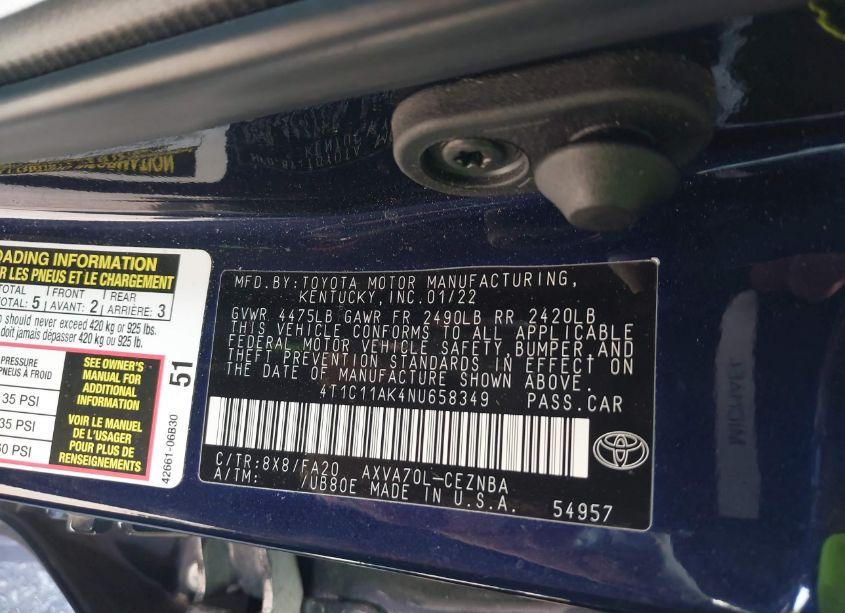 OADING INFORMATION
R LES PNEUS ET LE CHARGEMENT
TOTAL FRONT REAR
TOTAL: 5 AVANT: 2 ARRIÈRE: 3
o should never exceed 420 kg or 925 lbs.
doit jamais dépasser 420 kg ou 925 lb.
PRESSURE
PNEUS À FROID
35 PSI
35 PSI
60 PSI
SEE OWNER'S
MANUAL FOR
ADDITIONAL
INFORMATION
VOIR LE MANUEL
DE L'USAGER
POUR PLUS DE
RENSEIGNEMENTS
51
42661-06B30
MFD.BY:TOYOTA MOTOR MANUFACTURING,
KENTUCKY,INC.01/22
GVWR 4475LB GAWR FR 2490LB RR 2420LB
THIS VEHICLE CONFORMS TO ALL APPLICABLE
FEDERAL MOTOR VEHICLE SAFETY,BUMPER,AND
THEFT PREVENTION STANDARDS IN EFFECT ON
THE DATE OF MANUFACTURE SHOWN ABOVE.
4T1C11AK4NU658349 PASS.CAR
C/TR:8X8/FA20 AXVA70L-CEZNBA
A/TM: /UB80E MADE IN U.S.A.
54957